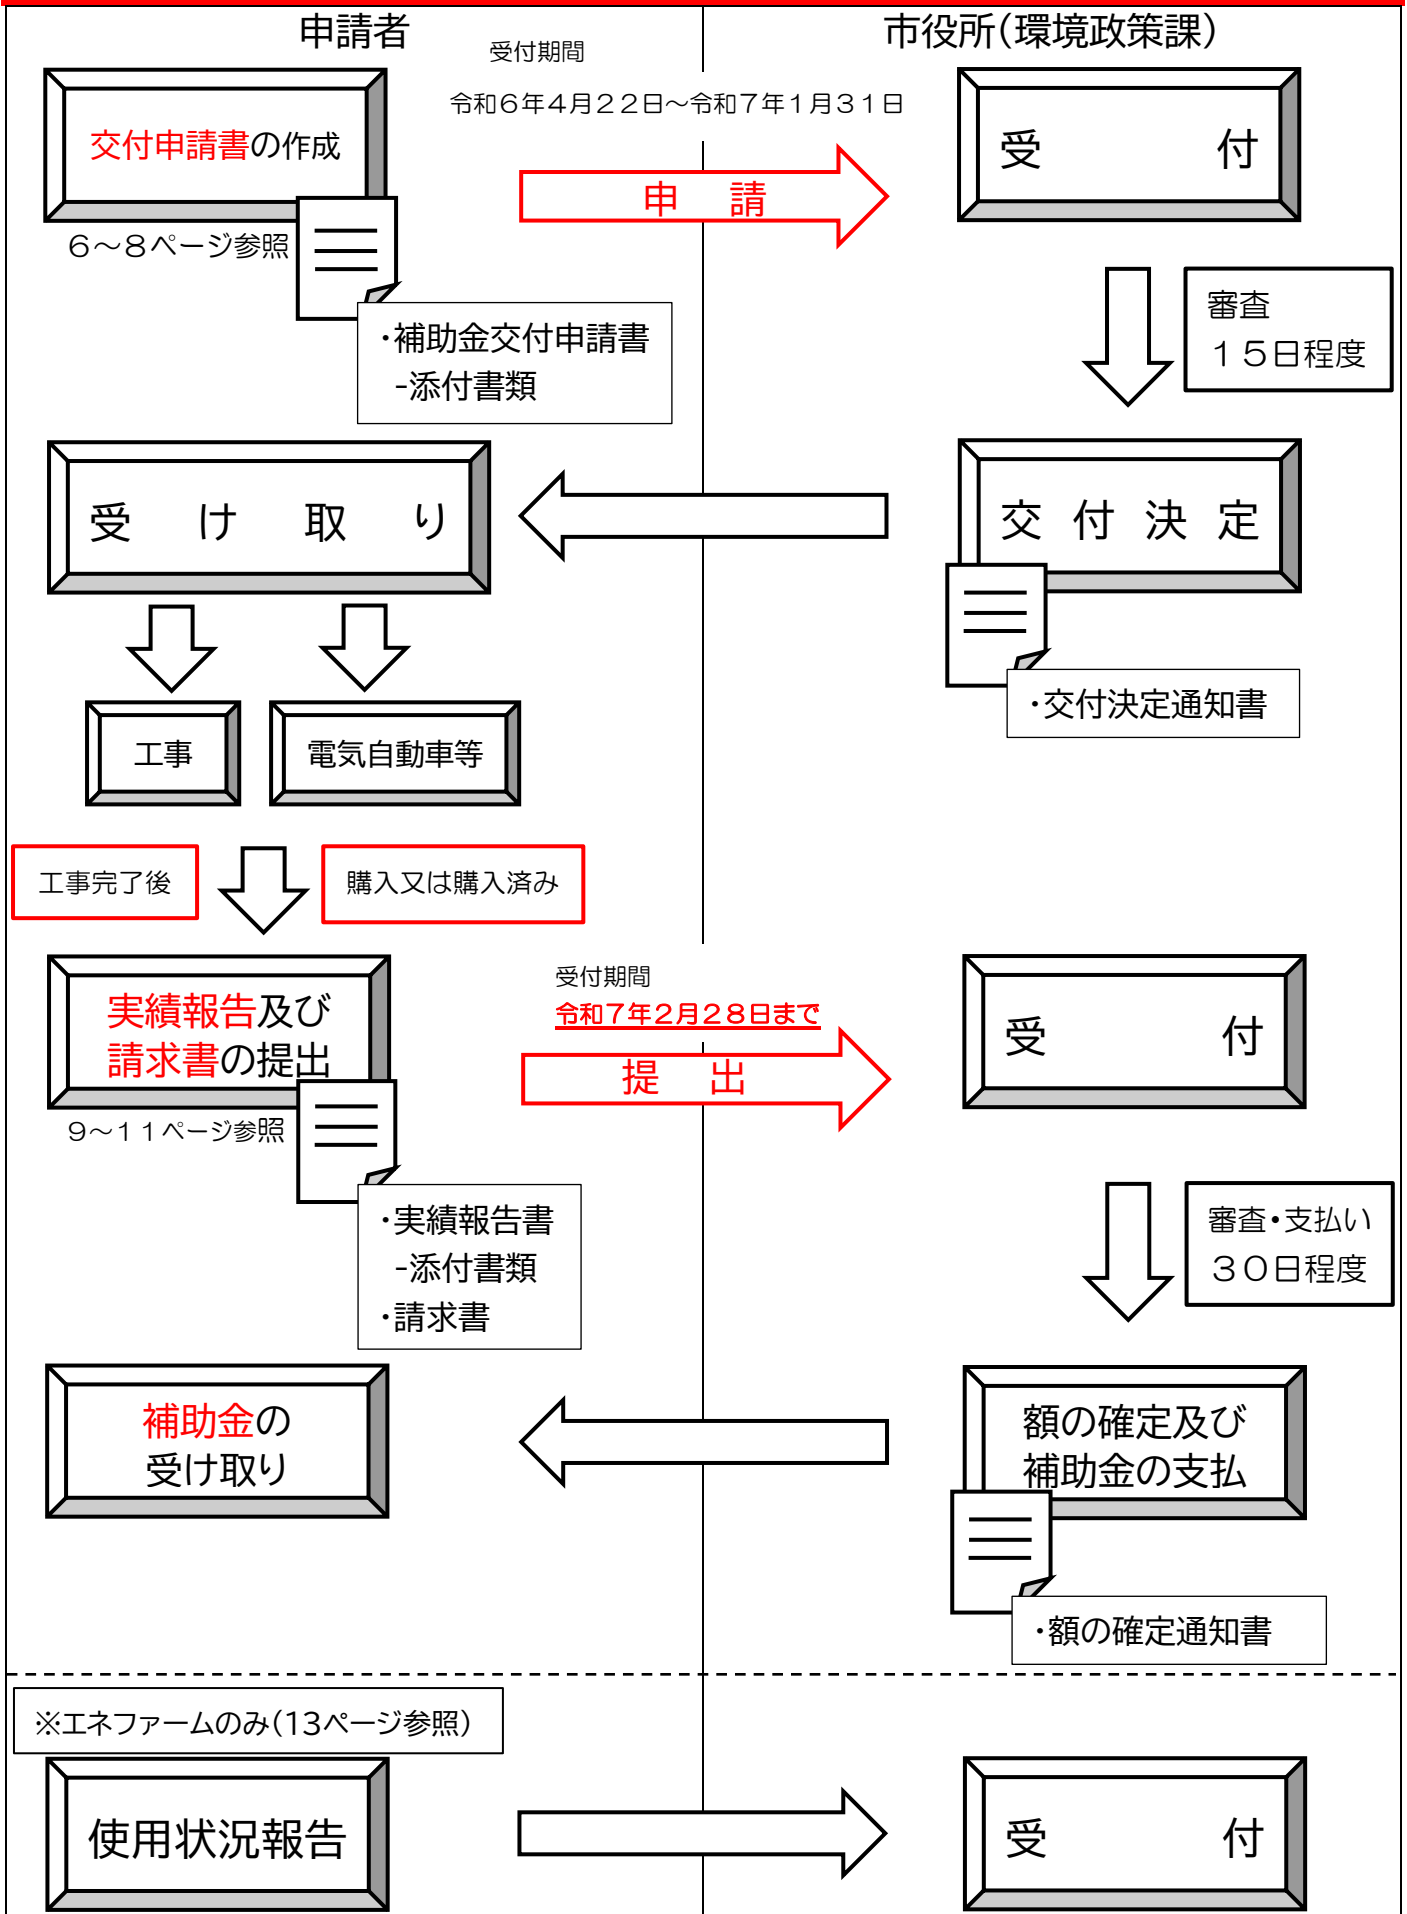 申請者
市役所(環境政策課)
受付期間
令和6年4月22日～令和7年1月31日
交付申請書の作成
6～8ページ参照
申　請
受　付
・補助金交付申請書
-添付書類
審査
15日程度
受け取り
交付決定
・交付決定通知書
工事
電気自動車等
工事完了後
購入又は購入済み
実績報告及び
請求書の提出
9～11ページ参照
受付期間
令和7年2月28日まで
提　出
受　付
・実績報告書
-添付書類
・請求書
審査・支払い
30日程度
補助金の
受け取り
額の確定及び
補助金の支払
・額の確定通知書
※エネファームのみ(13ページ参照)
使用状況報告
受　付